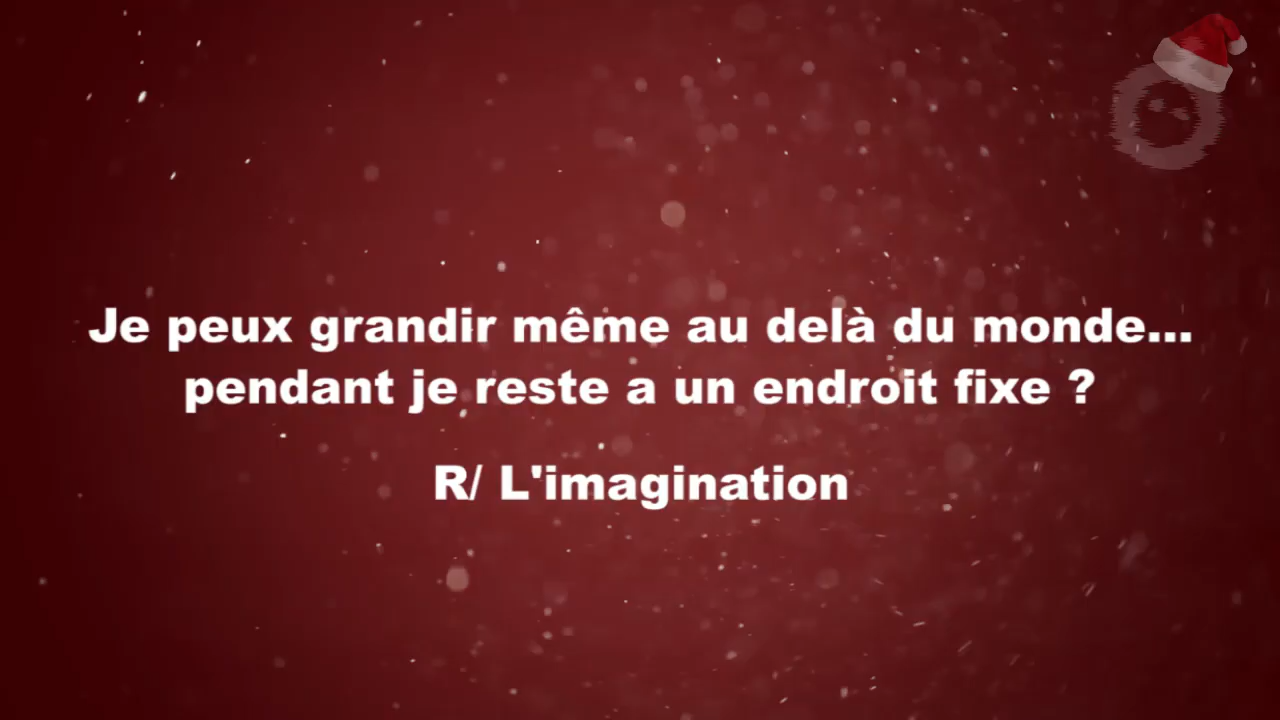 Je peux grandir même au delà du monde...
pendant je reste a un endroit fixe ?
R/ L'imagination